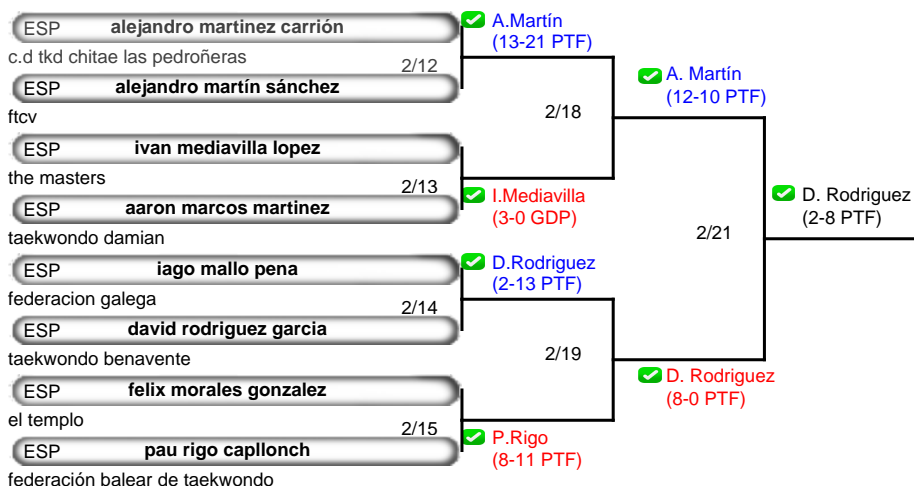 ESP alejandro martinez carrión
c.d tkd chitae las pedroñeras
2/12
ESP alejandro martín sánchez
ftcv
A.Martín
(13-21 PTF)
ESP ivan mediavilla lopez
the masters
2/13
ESP aaron marcos martinez
taekwondo damian
I.Mediavilla
(3-0 GDP)
2/18
A. Martín
(12-10 PTF)
ESP iago mallo pena
federacion galega
2/14
ESP david rodriguez garcia
taekwondo benavente
D.Rodriguez
(2-13 PTF)
ESP felix morales gonzalez
el templo
2/15
ESP pau rigo capllonch
federación balear de taekwondo
P.Rigo
(8-11 PTF)
2/19
D. Rodriguez
(8-0 PTF)
2/21
D. Rodriguez
(2-8 PTF)